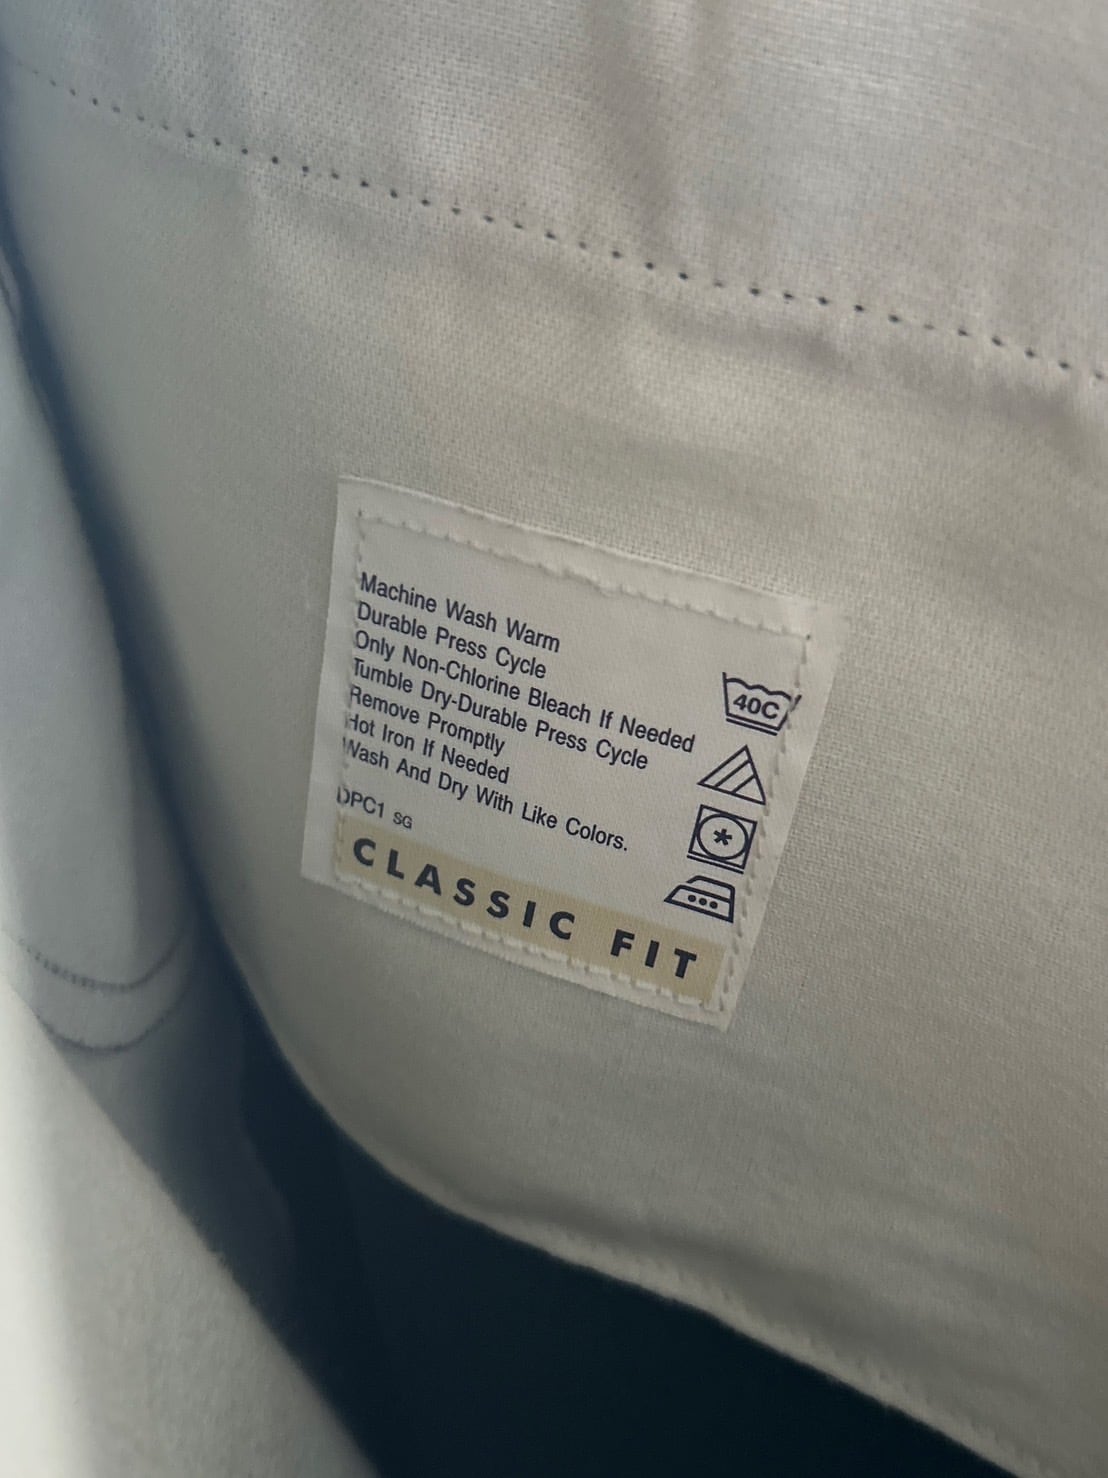 Machine Wash Warm
Durable Press Cycle
Only Non-Chlorine Bleach If Needed
Tumble Dry-Durable Press Cycle
Remove Promptly
Hot Iron If Needed
Wash And Dry With Like Colors.
DPC1 SG
40C
CLASSIC FIT